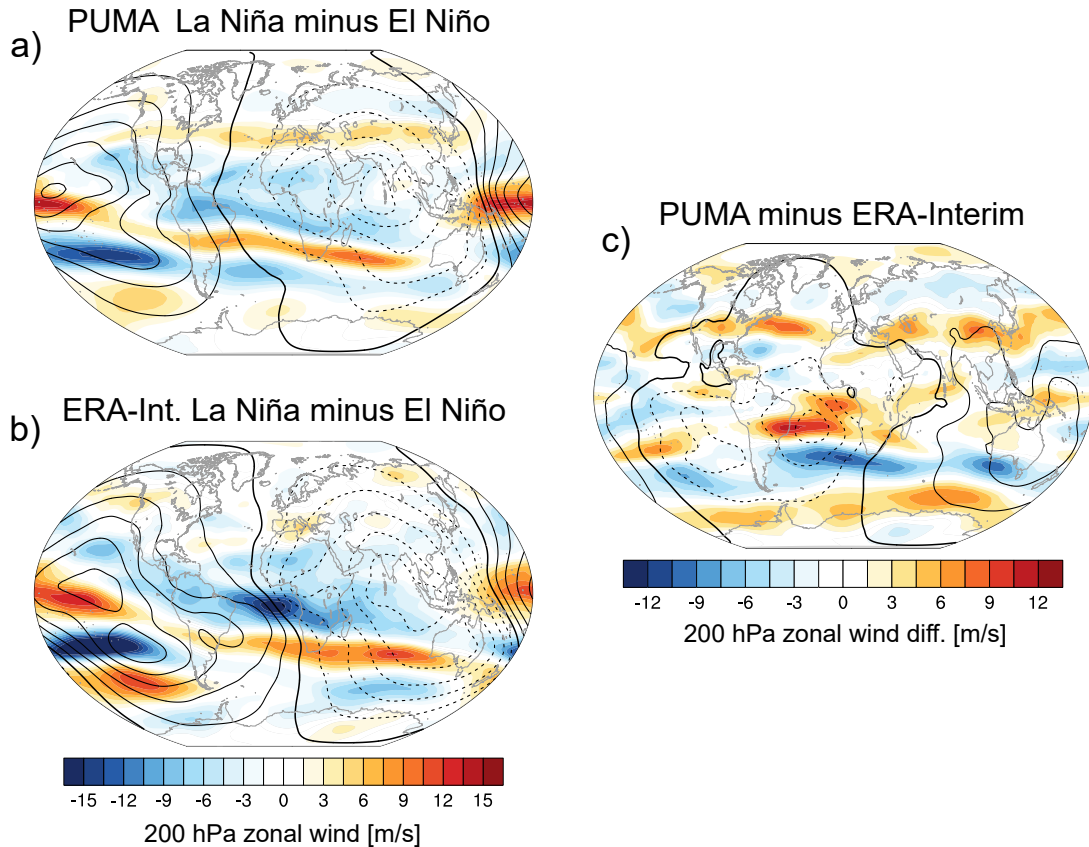 PUMA La Niña minus El Niño
a)
ERA-Int. La Niña minus El Niño
b)
-15 -12 -9 -6 -3 0 3 6 9 12 15
200 hPa zonal wind [m/s]
PUMA minus ERA-Interim
c)
-12 -9 -6 -3 0 3 6 9 12
200 hPa zonal wind diff. [m/s]